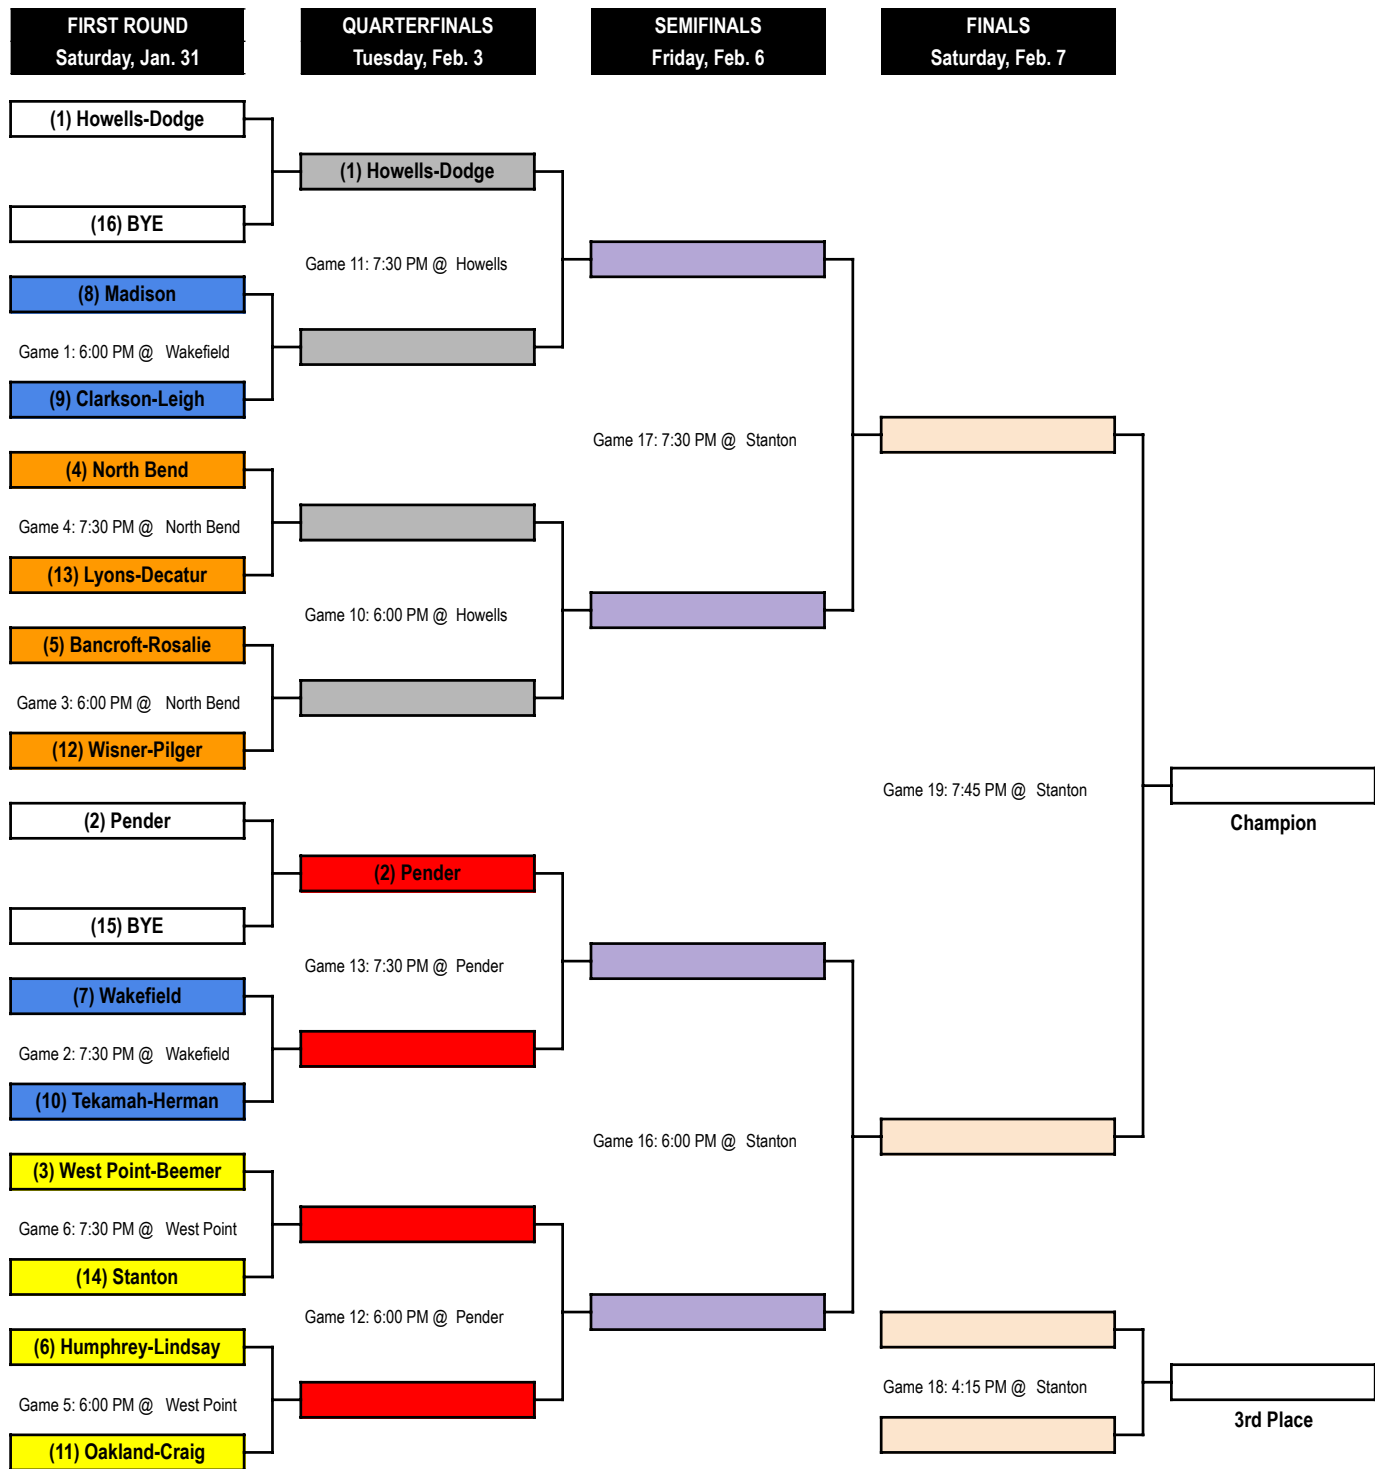 FIRST ROUND
Saturday, Jan. 31
QUARTERFINALS
Tuesday, Feb. 3
SEMIFINALS
Friday, Feb. 6
FINALS
Saturday, Feb. 7
(1) Howells-Dodge
(16) BYE
(8) Madison
Game 1: 6:00 PM @ Wakefield
(9) Clarkson-Leigh
(4) North Bend
Game 4: 7:30 PM @ North Bend
(13) Lyons-Decatur
(5) Bancroft-Rosalie
Game 3: 6:00 PM @ North Bend
(12) Wisner-Pilger
(2) Pender
(15) BYE
(7) Wakefield
Game 2: 7:30 PM @ Wakefield
(10) Tekamah-Herman
(3) West Point-Beemer
Game 6: 7:30 PM @ West Point
(14) Stanton
(6) Humphrey-Lindsay
Game 5: 6:00 PM @ West Point
(11) Oakland-Craig
(1) Howells-Dodge
Game 11: 7:30 PM @ Howells
Game 10: 6:00 PM @ Howells
(2) Pender
Game 13: 7:30 PM @ Pender
Game 12: 6:00 PM @ Pender
Game 17: 7:30 PM @ Stanton
Game 16: 6:00 PM @ Stanton
Game 19: 7:45 PM @ Stanton
Game 18: 4:15 PM @ Stanton
Champion
3rd Place